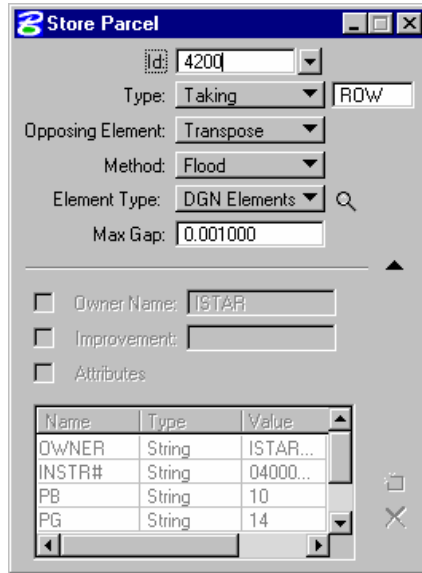 Store Parcel
Id: 4200
Type: Taking ROW
Opposing Element: Transpose
Method: Flood
Element Type: DGN Elements
Max Gap: 0.001000
Owner Name: ISTAR
Improvement:
Attributes
Name Type Value
OWNER String ISTAR...
INSTR# String 04000...
PB String 10
PG String 14